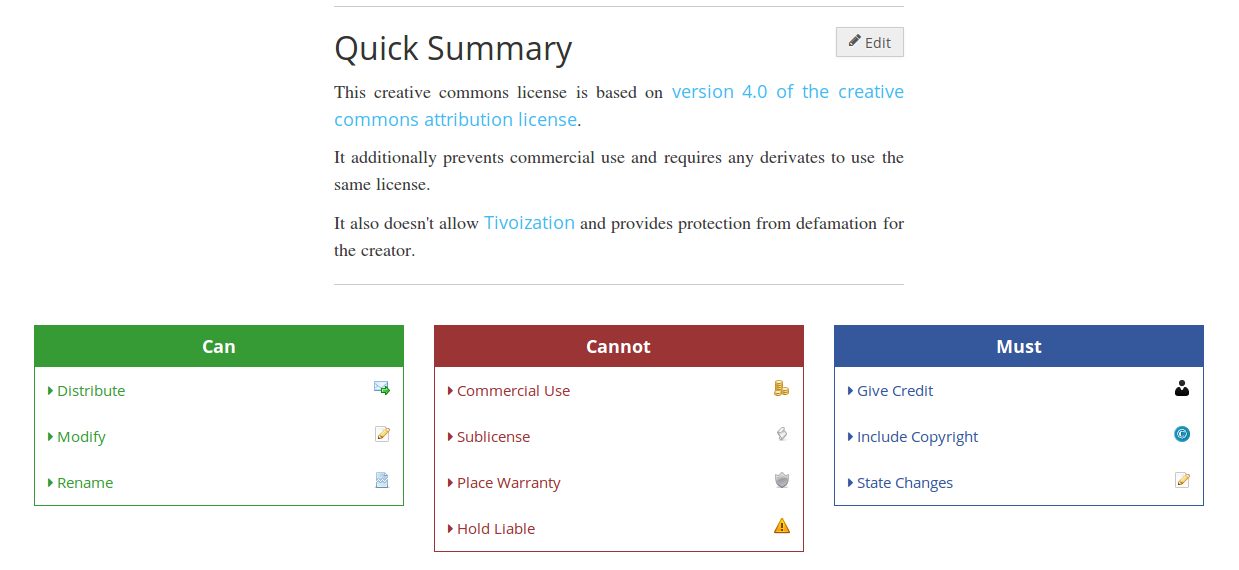 Quick Summary
Edit
This creative commons license is based on version 4.0 of the creative
commons attribution license.
It additionally prevents commercial use and requires any derivates to use the
same license.
It also doesn't allow Tivoization and provides protection from defamation for
the creator.
Can
Distribute
Modify
Rename
Cannot
Commercial Use
Sublicense
Place Warranty
Hold Liable
Must
Give Credit
Include Copyright
State Changes